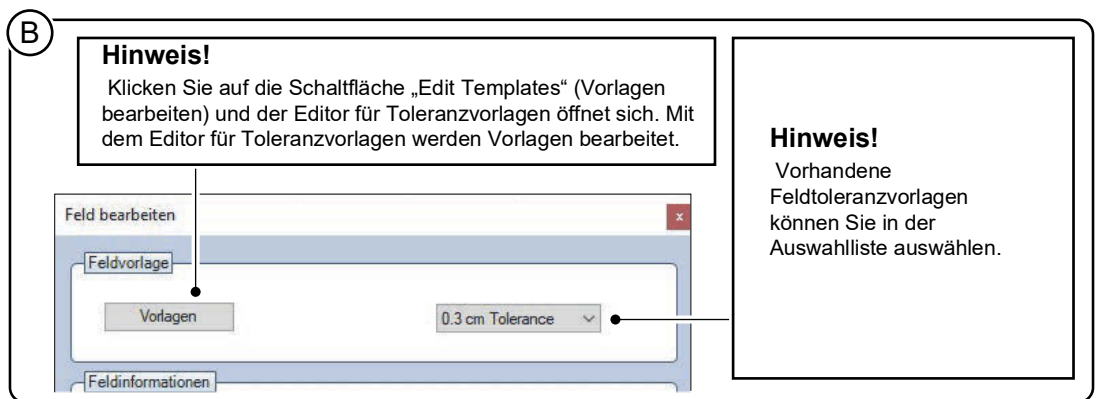 B
Hinweis!
Klicken Sie auf die Schaltfläche „Edit Templates“ (Vorlagen
bearbeiten) und der Editor für Toleranzvorlagen öffnet sich. Mit
dem Editor für Toleranzvorlagen werden Vorlagen bearbeitet.
Hinweis!
Vorhandene
Feldtoleranzvorlagen
können Sie in der
Auswahlliste auswählen.
Feld bearbeiten
x
Feldvorlage
Vorlagen
0.3 cm Tolerance
Feldinformationen